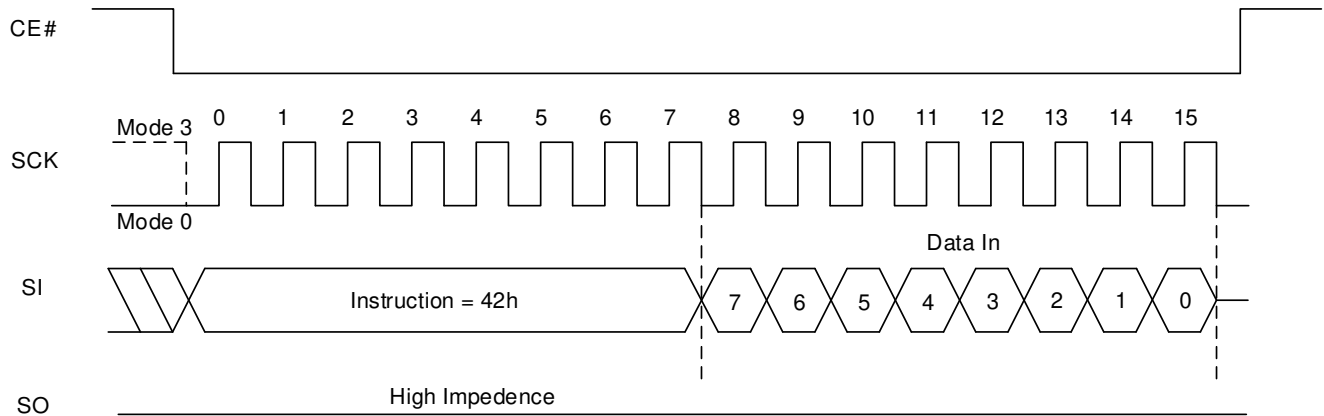 CE#
Mode 3 0 1 2 3 4 5 6 7 8 9 10 11 12 13 14 15
SCK
Mode 0
Data In
SI Instruction = 42h 7 6 5 4 3 2 1 0
High Impedence
SO